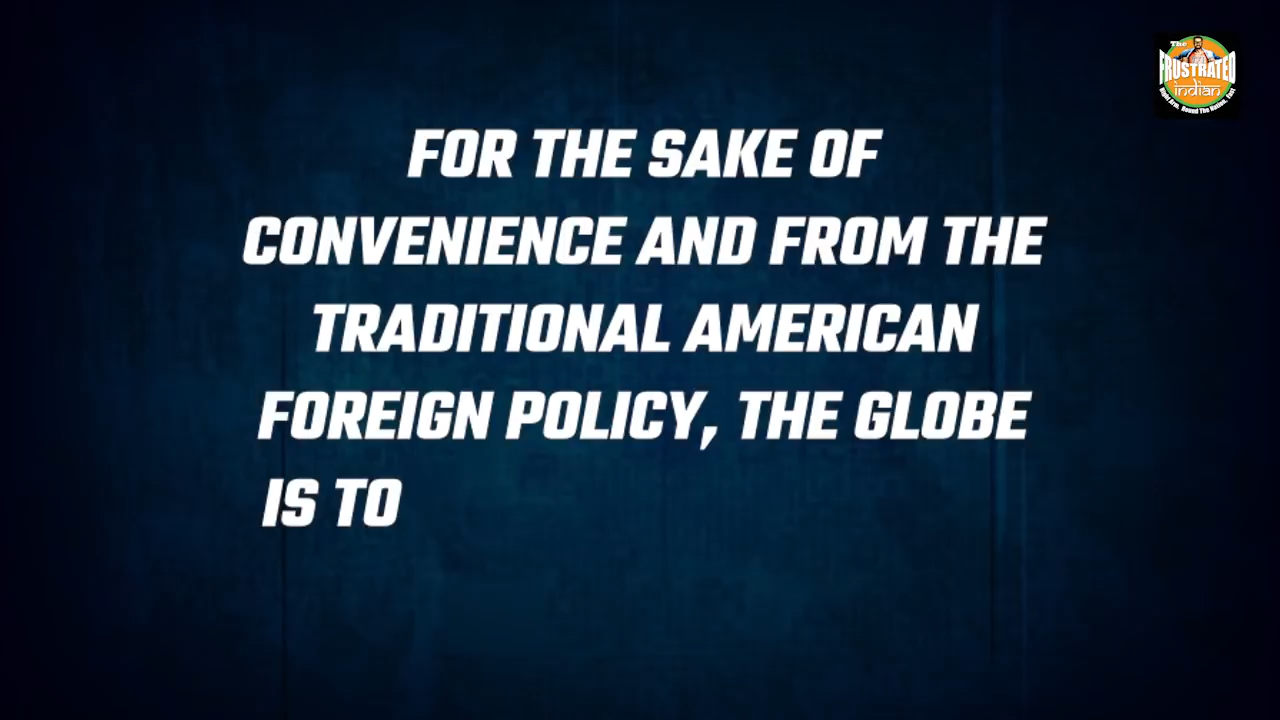 The
FRUSTRATED
indian
FOR THE SAKE OF
CONVENIENCE AND FROM THE
TRADITIONAL AMERICAN
FOREIGN POLICY, THE GLOBE
IS TO